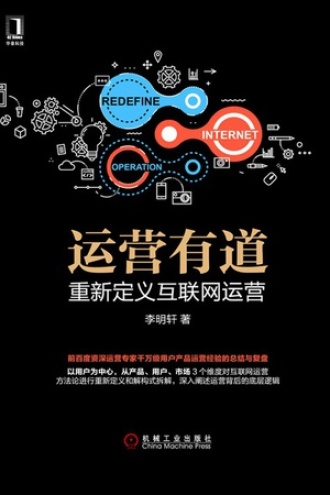 华章科技
REDEFINE
INTERNET
OPERATION
运营有道
重新定义互联网运营
李明轩 著
前百度资深运营专家千万级用户产品运营经验的总结与复盘
以用户为中心，从产品、用户、市场 3 个维度对互联网运营
方法论进行重新定义和解构式拆解，深入阐述运营背后的底层逻辑
机械工业出版社
China Machine Press